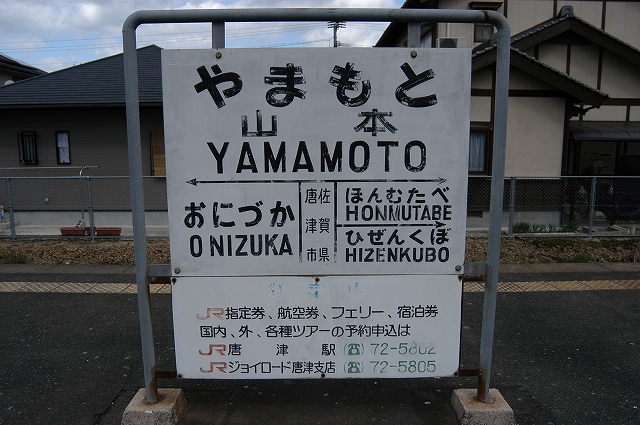 やまもと
山本
YAMAMOTO
おにづか
ONIZUKA
佐賀県
唐津市
ほんむたべ
HONMUTABE
ひぜんくぼ
HIZENKUBO
JR指定券、航空券、フェリー、宿泊券
国内、外、各種ツアーの予約申込は
JR唐津駅(☎)72-5802
JRジョイロード唐津支店(☎)72-5805